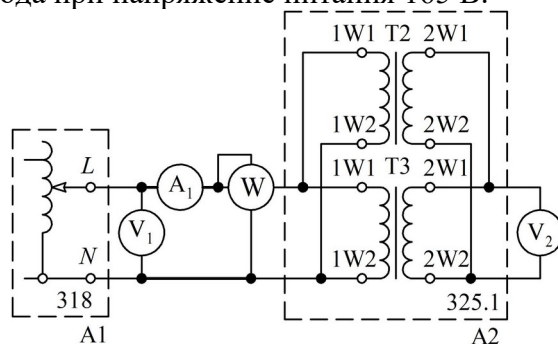 ода при напряжение питания 165 В.
1W1 T2 2W1
1W2 2W2
1W1 T3 2W1
L A₁ W
V₁ V₂
N 1W2 2W2
318 325.1
A1 A2